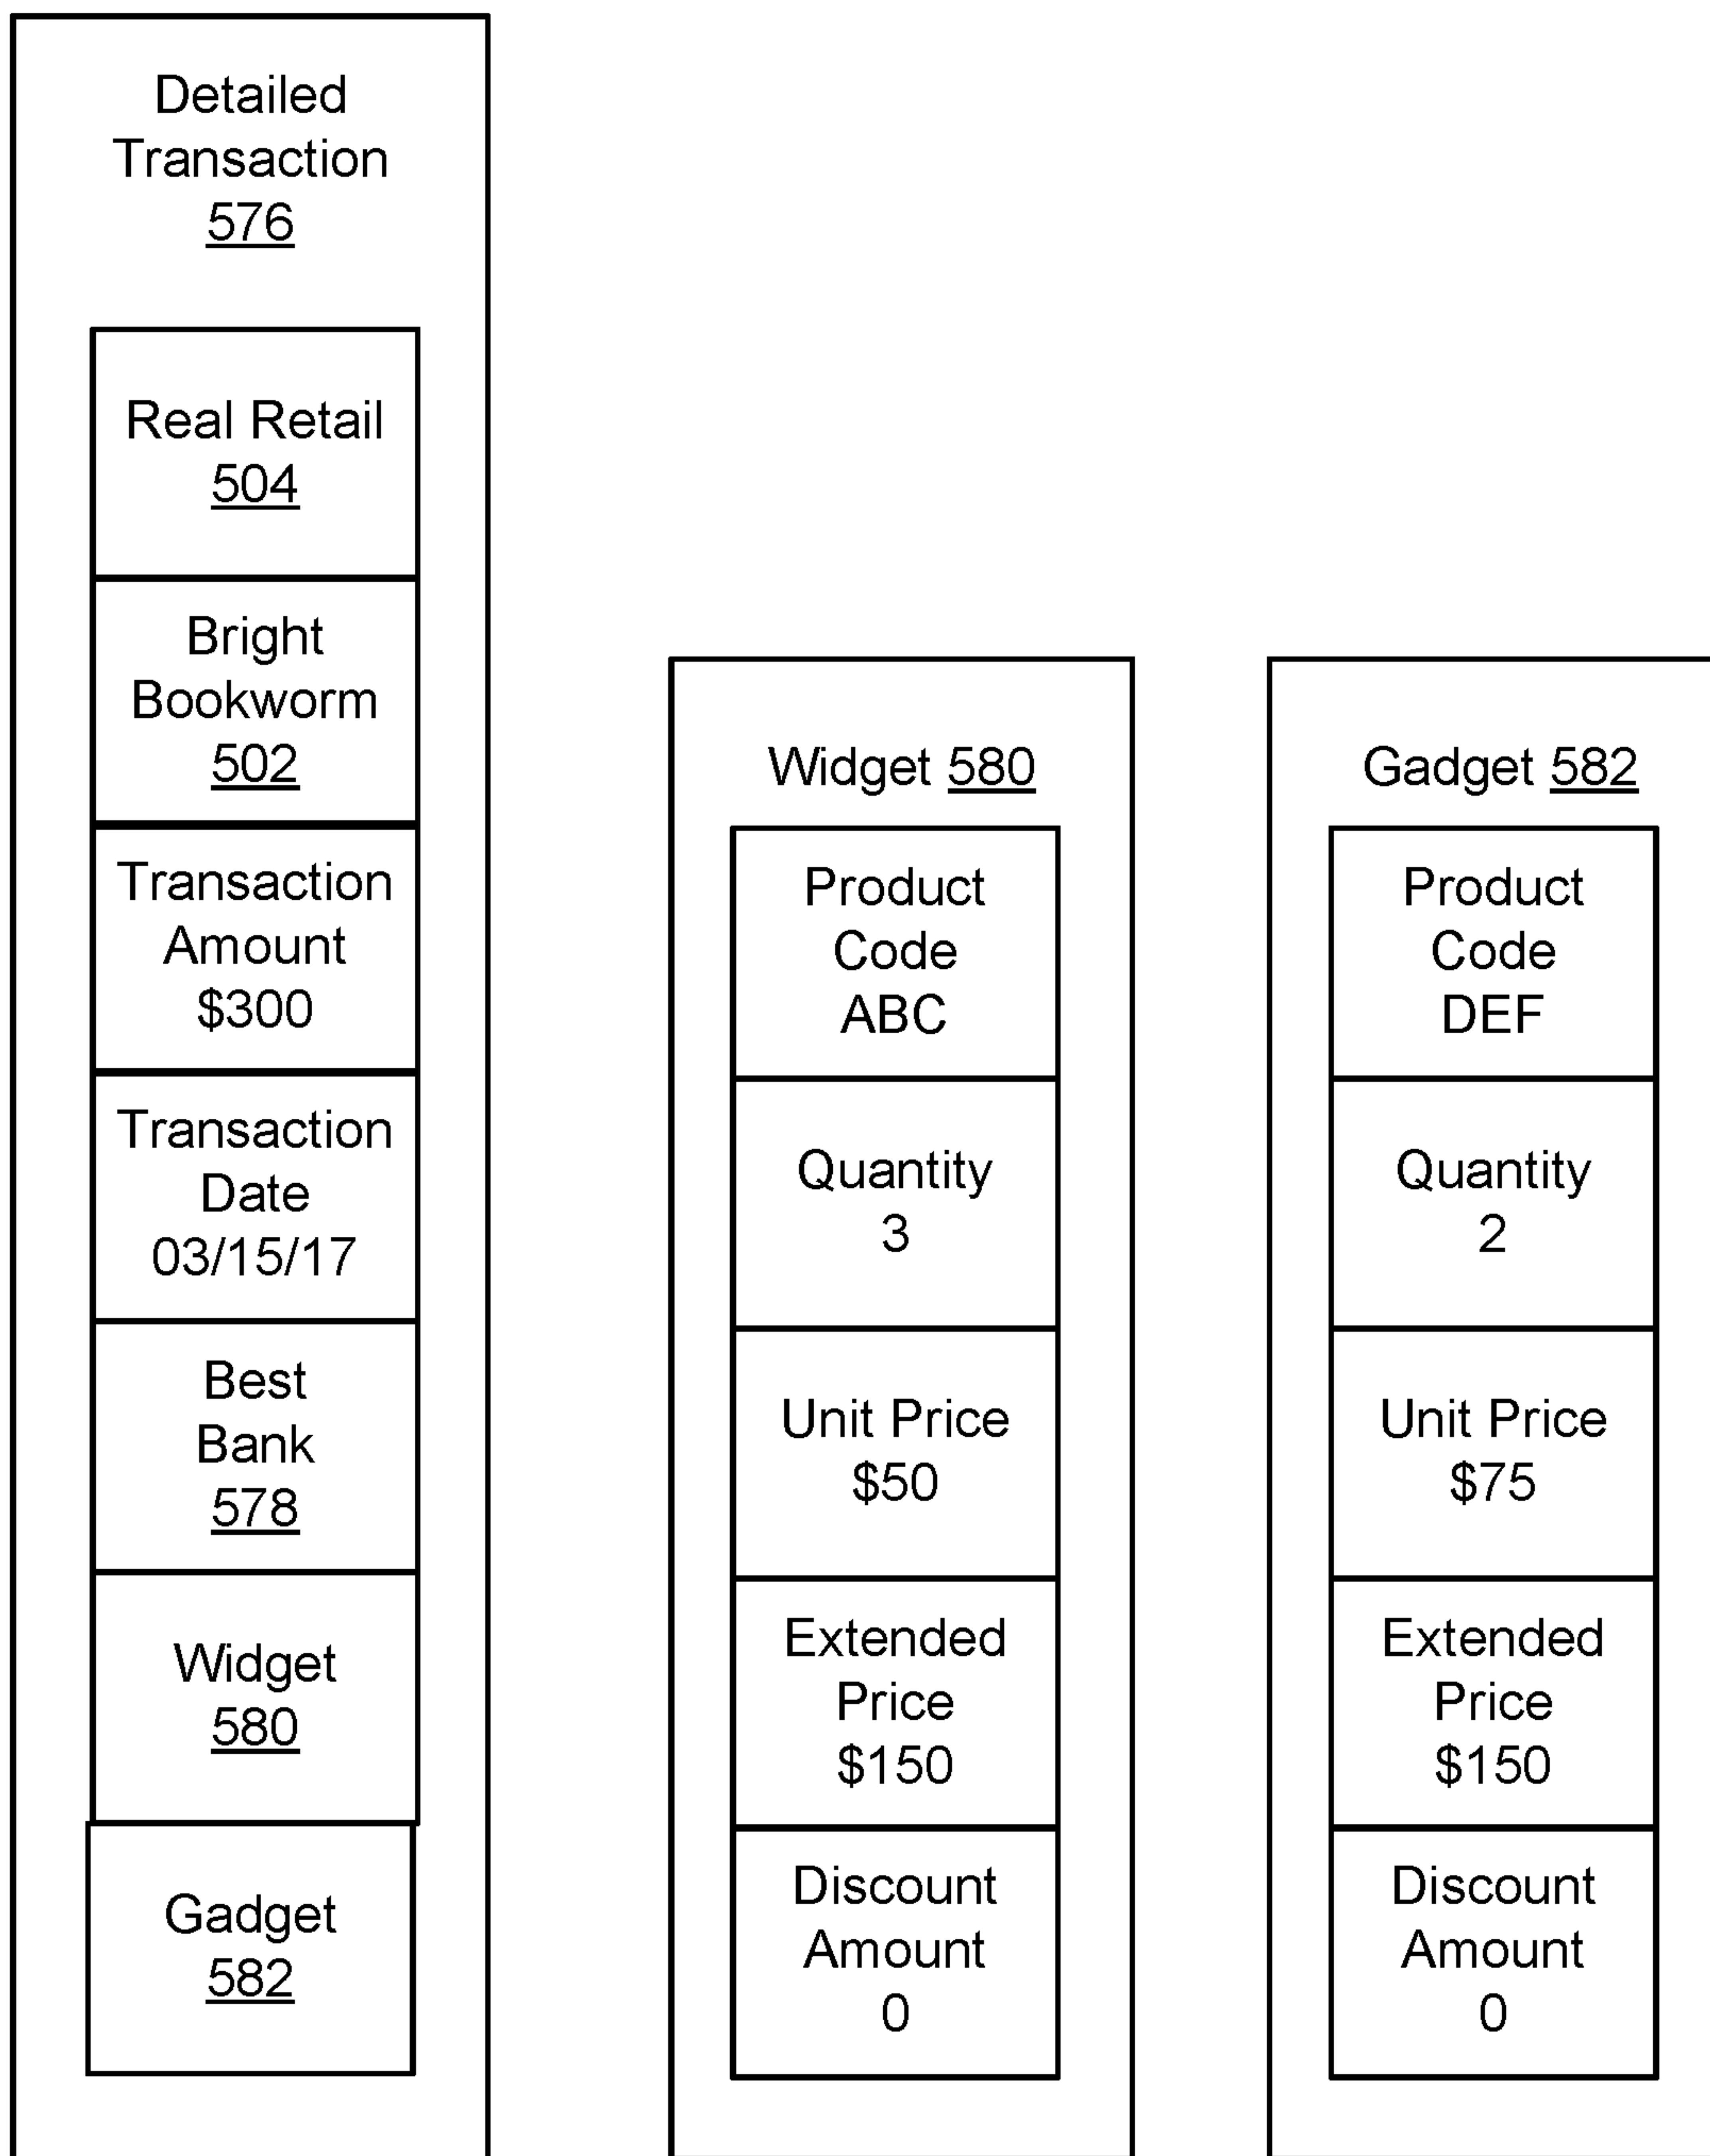 Detailed
Transaction
576
Real Retail
504
Bright
Bookworm
502
Transaction
Amount
$300
Transaction
Date
03/15/17
Best
Bank
578
Widget
580
Gadget
582
Widget 580
Product
Code
ABC
Quantity
3
Unit Price
$50
Extended
Price
$150
Discount
Amount
0
Gadget 582
Product
Code
DEF
Quantity
2
Unit Price
$75
Extended
Price
$150
Discount
Amount
0